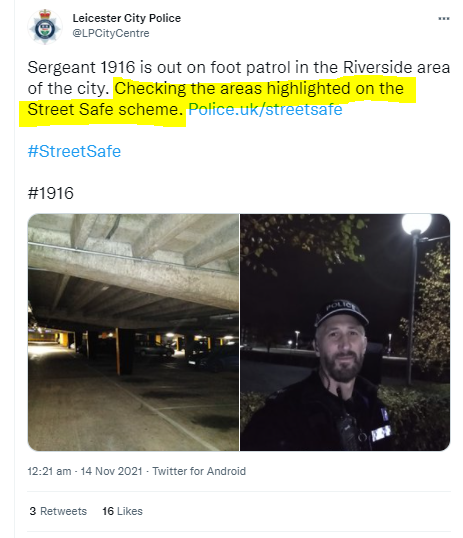 Leicester City Police
@LPCityCentre
Sergeant 1916 is out on foot patrol in the Riverside area
of the city. Checking the areas highlighted on the
Street Safe scheme. Police.uk/streetsafe
#StreetSafe
#1916
POLICE
12:21 am · 14 Nov 2021 · Twitter for Android
3 Retweets 16 Likes